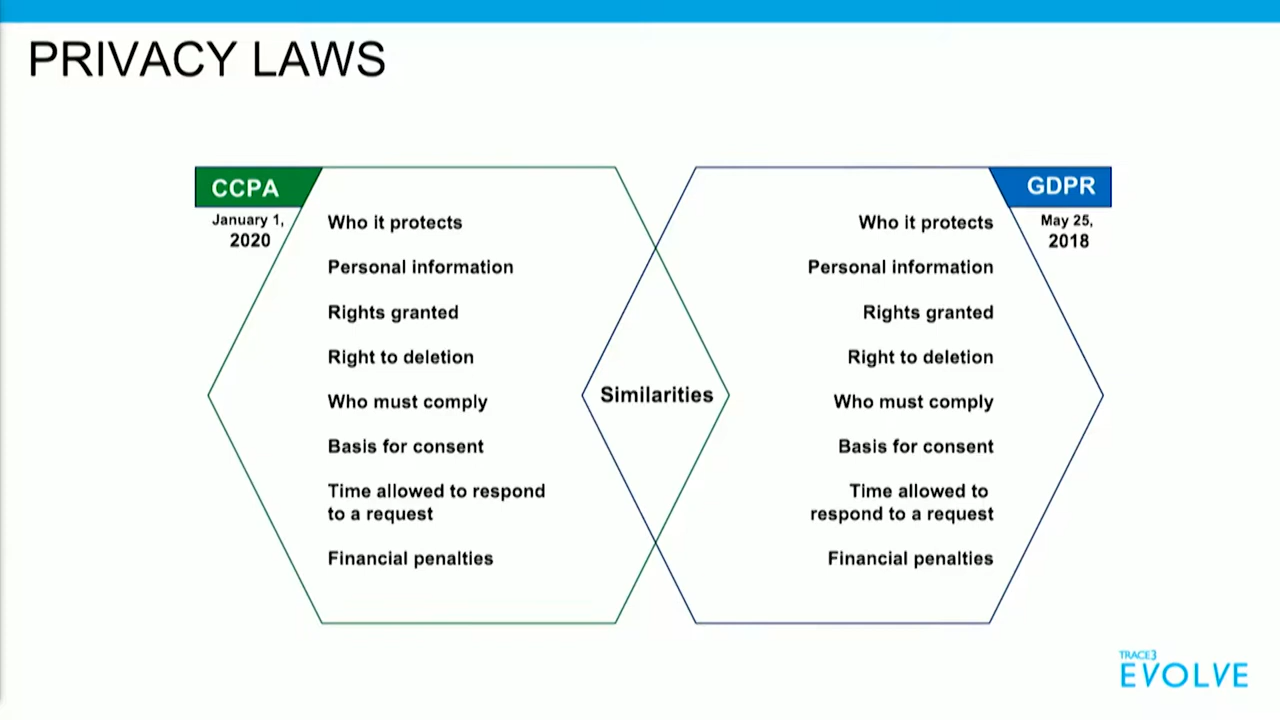 PRIVACY LAWS
CCPA
January 1,
2020
Who it protects
Personal information
Rights granted
Right to deletion
Who must comply
Basis for consent
Time allowed to respond
to a request
Financial penalties
Similarities
GDPR
May 25,
2018
Who it protects
Personal information
Rights granted
Right to deletion
Who must comply
Basis for consent
Time allowed to
respond to a request
Financial penalties
TRACE3
EVOLVE